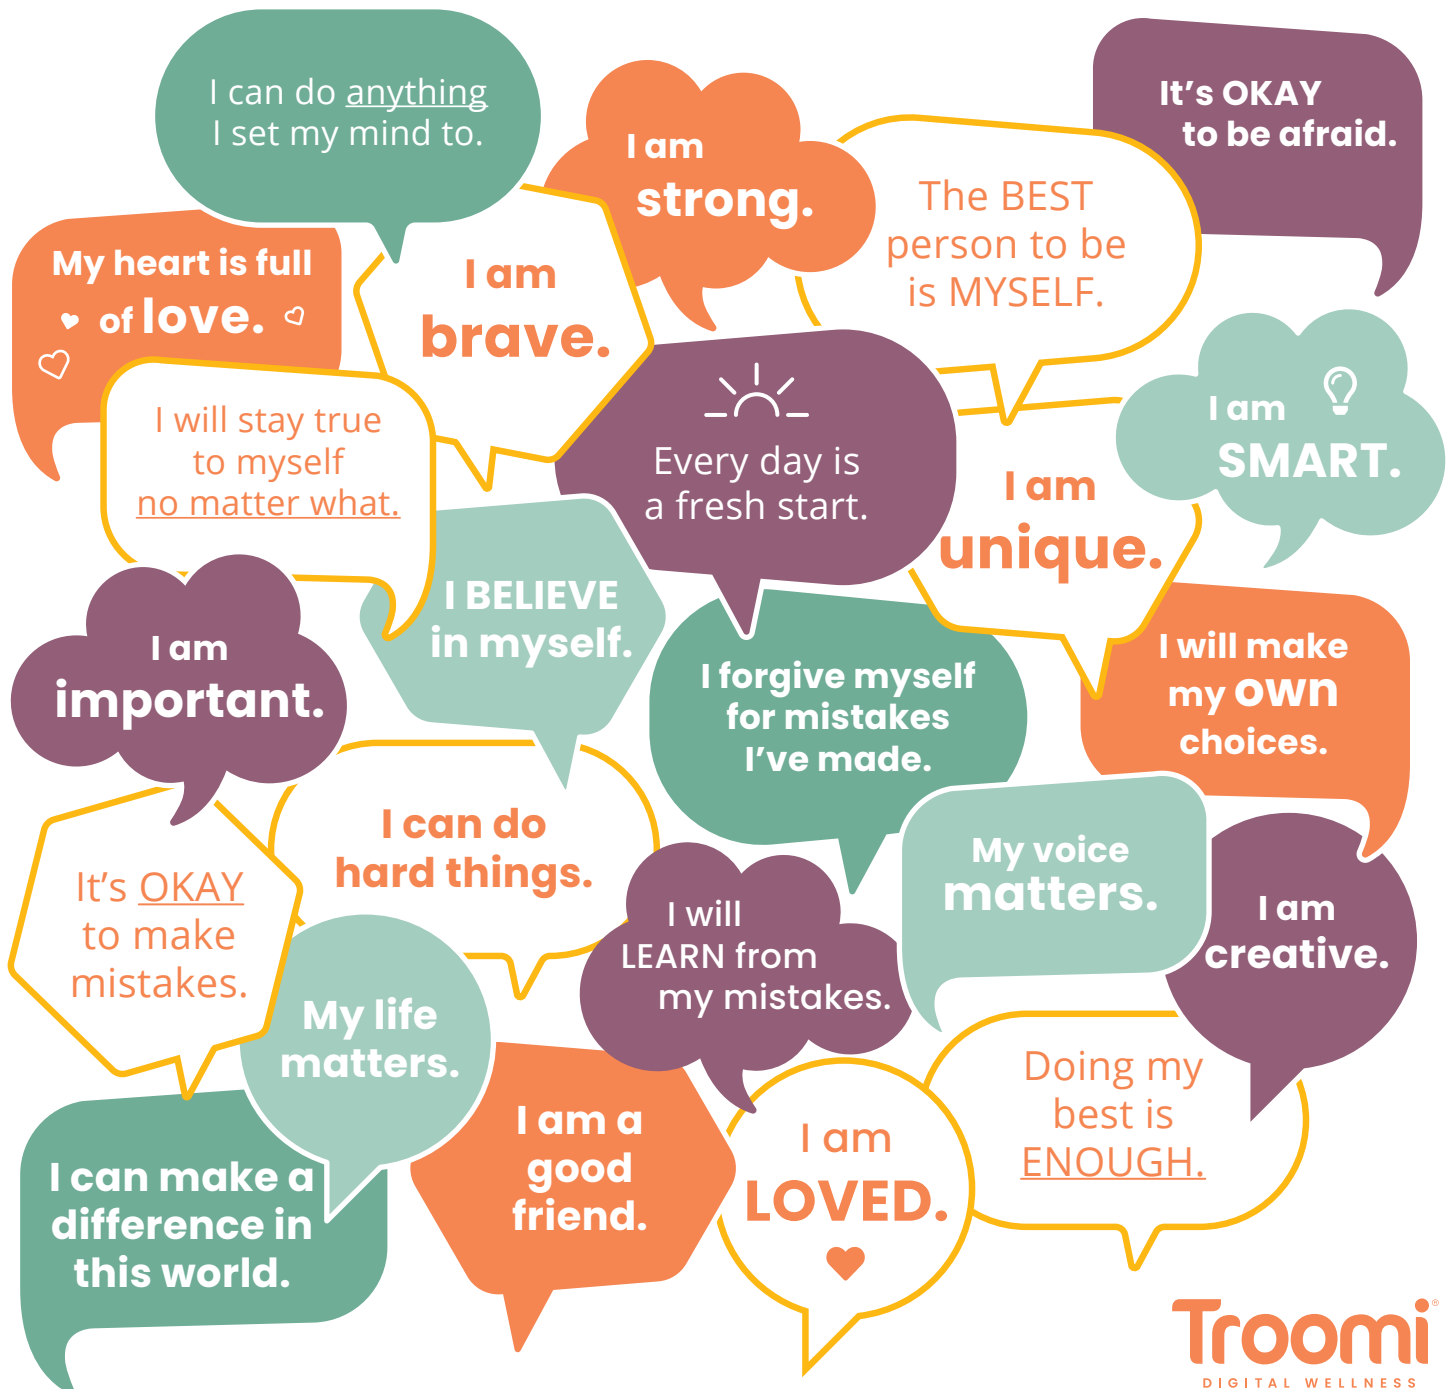 I can do anything
I set my mind to.
I am
strong.
It's OKAY
to be afraid.
The BEST
person to be
is MYSELF.
My heart is full
of love.
I am
brave.
I will stay true
to myself
no matter what.
Every day is
a fresh start.
I am
SMART.
I am
unique.
I BELIEVE
in myself.
I am
important.
I forgive myself
for mistakes
I've made.
I will make
my own
choices.
I can do
hard things.
My voice
matters.
It's OKAY
to make
mistakes.
I will
LEARN from
my mistakes.
I am
creative.
My life
matters.
Doing my
best is
ENOUGH.
I am a
good
friend.
I am
LOVED.
I can make a
difference in
this world.
Troomi®
DIGITAL WELLNESS